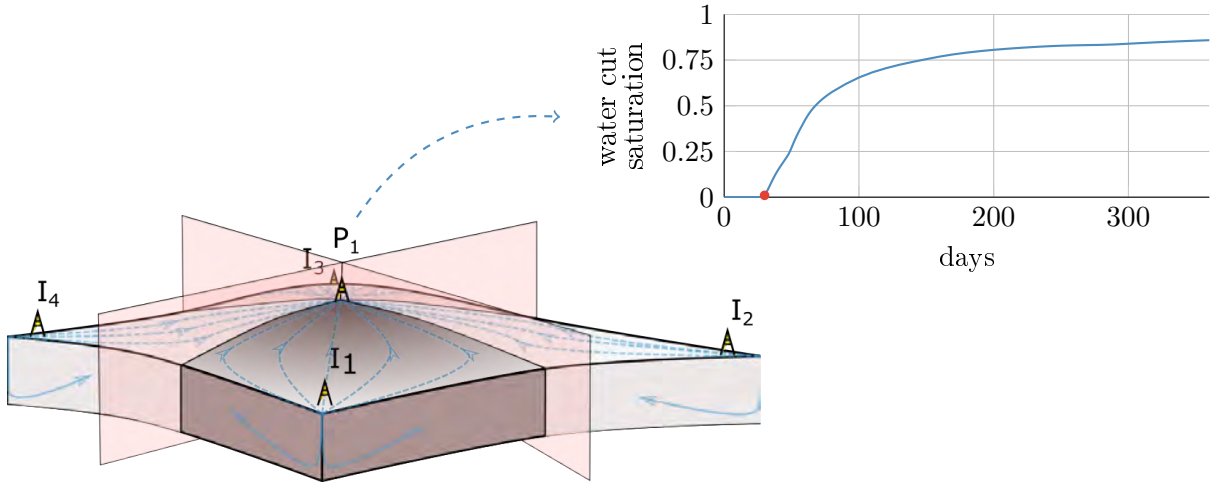 1
0.75
0.5
0.25
0
water cut
saturation
0 100 200 300
days
P1
I3
I4
I2
I1